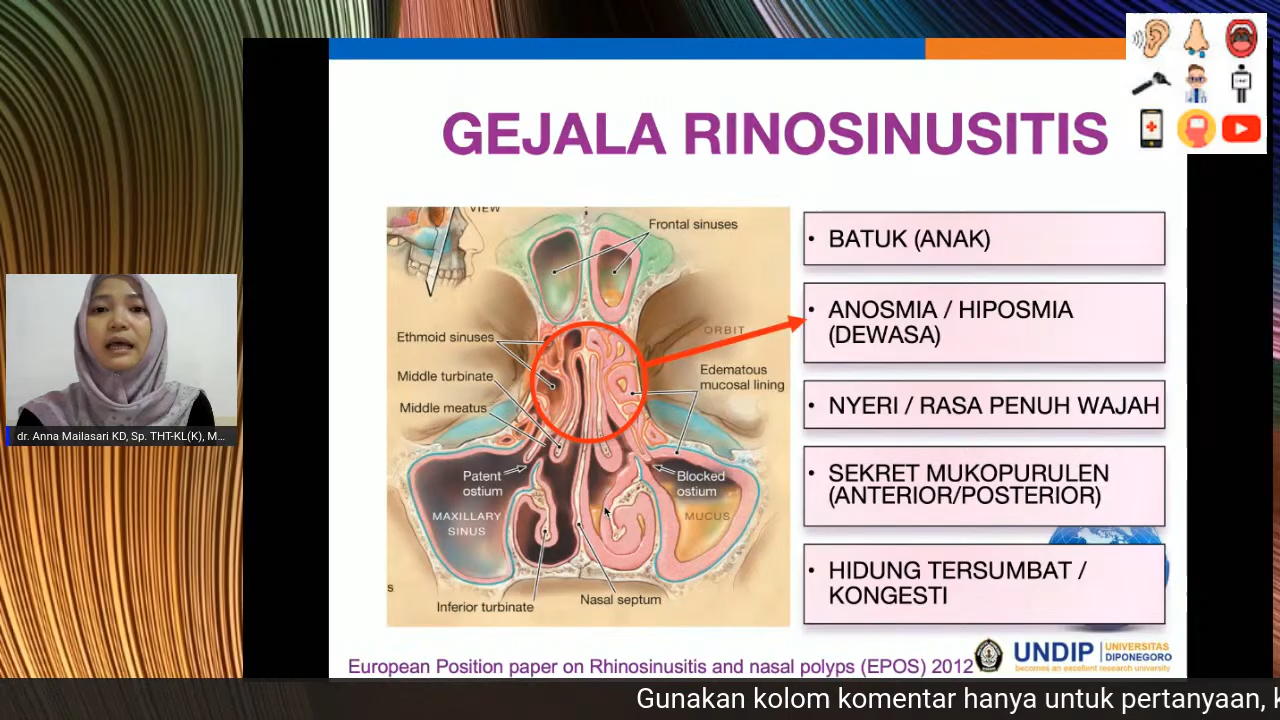 GEJALA RINOSINUSITIS
VIEW
Frontal sinuses
ORBIT
Ethmoid sinuses
Middle turbinate
Middle meatus
Edematous
mucosal lining
Patent
ostium
Blocked
ostium
MAXILLARY
SINUS
MUCUS
s
Inferior turbinate
Nasal septum
• BATUK (ANAK)
• ANOSMIA / HIPOSMIA
(DEWASA)
• NYERI / RASA PENUH WAJAH
• SEKRET MUKOPURULEN
(ANTERIOR/POSTERIOR)
• HIDUNG TERSUMBAT /
KONGESTI
European Position paper on Rhinosinusitis and nasal polyps (EPOS) 2012
UNDIP
UNIVERSITAS
DIPONEGORO
becomes an excellent research university
dr. Anna Mailasari KD, Sp. THT-KL(K), M...
Gunakan kolom komentar hanya untuk pertanyaan, k